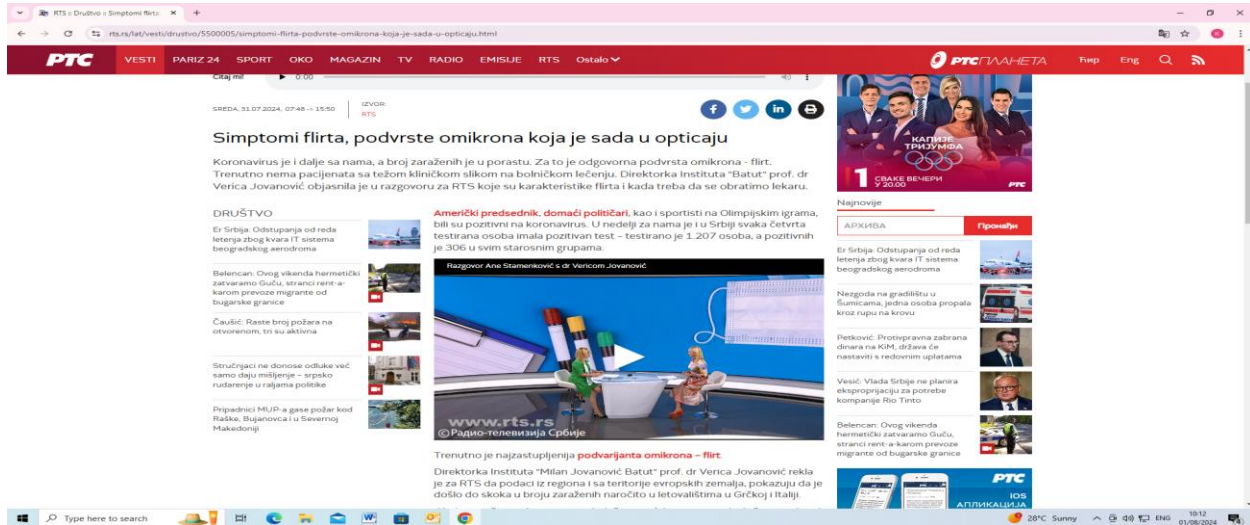 RTS :: Društvo :: Simptomi flirta,
rts.rs/lat/vesti/drustvo/5500005/simptomi-flirta-podvrste-omikrona-koja-je-sada-u-opticaju.html
РТС VESTI PARIZ 24 SPORT OKO MAGAZIN TV RADIO EMISIJE RTS Ostalo РТСПЛАНЕТА Ћир Eng
Čitaj mi! 0:00
SREDA, 31.07.2024, 07:48 -> 15:50
IZVOR:
RTS
Simptomi flirta, podvrste omikrona koja je sada u opticaju
Koronavirus je i dalje sa nama, a broj zaraženih je u porastu. Za to je odgovorna podvrsta omikrona - flirt.
Trenutno nema pacijenata sa težom kliničkom slikom na bolničkom lečenju. Direktorka Instituta "Batut" prof. dr
Verica Jovanović objasnila je u razgovoru za RTS koje su karakteristike flirta i kada treba da se obratimo lekaru.
DRUŠTVO
Er Srbija: Odstupanja od reda
letenja zbog kvara IT sistema
beogradskog aerodroma
Belencan: Ovog vikenda hermetički
zatvaramo Guču, stranci rent-a-
karom prevoze migrante od
bugarske granice
Čaušić: Raste broj požara na
otvorenom, tri su aktivna
Stručnjaci ne donose odluke već
samo daju mišljenje – srpsko
rudarenje u raljama politike
Pripadnici MUP-a gase požar kod
Raške, Bujanovca i u Severnoj
Makedoniji
Američki predsednik, domaći političari, kao i sportisti na Olimpijskim igrama,
bili su pozitivni na koronavirus. U nedelji za nama je i u Srbiji svaka četvrta
testirana osoba imala pozitivan test – testirano je 1.207 osoba, a pozitivnih
je 306 u svim starosnim grupama.
Razgovor Ane Stamenković s dr Vericom Jovanović
www.rts.rs
© Радио-телевизија Србије
Trenutno je najzastupljenija podvarijanta omikrona – flirt
Direktorka Instituta "Milan Jovanović Batut" prof. dr Verica Jovanović rekla
je za RTS da podaci iz regiona i sa teritorije evropskih zemalja, pokazuju da je
došlo do skoka u broju zaraženih naročito u letovalištima u Grčkoj i Italiji.
КАПИЈЕ
ТРИЈУМФА
1 СВАКЕ ВЕЧЕРИ
У 20.00
РТС
Najnovije
АРХИВА Пронађи
Er Srbija: Odstupanja od reda
letenja zbog kvara IT sistema
beogradskog aerodroma
Nezgoda na gradilištu u
Šumicama, jedna osoba propala
kroz rupu na krovu
Petković: Protivpravna zabrana
dinara na KiM, država će
nastaviti s redovnim uplatama
Vesić: Vlada Srbije ne planira
eksproprijaciju za potrebe
kompanije Rio Tinto
Belencan: Ovog vikenda
hermetički zatvaramo Guču,
stranci rent-a-karom prevoze
migrante od bugarske granice
РТС
iOS
АПЛИКАЦИЈА
Type here to search
28°C Sunny ENG 10:12
01/08/2024